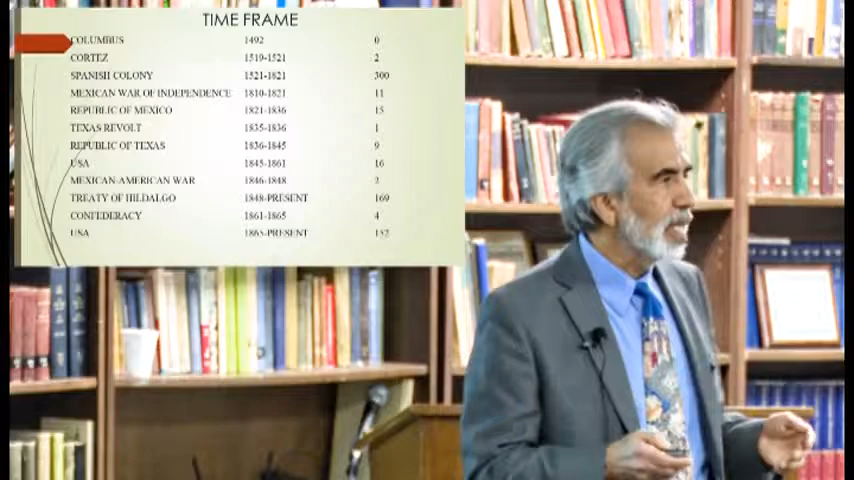 TIME FRAME
COLUMBUS 1492 0
CORTEZ 1519-1521 2
SPANISH COLONY 1521-1821 300
MEXICAN WAR OF INDEPENDENCE 1810-1821 11
REPUBLIC OF MEXICO 1821-1836 15
TEXAS REVOLT 1835-1836 1
REPUBLIC OF TEXAS 1836-1845 9
USA 1845-1861 16
MEXICAN-AMERICAN WAR 1846-1848 2
TREATY OF HILDALGO 1848-PRESENT 169
CONFEDERACY 1861-1865 4
USA 1865-PRESENT 152